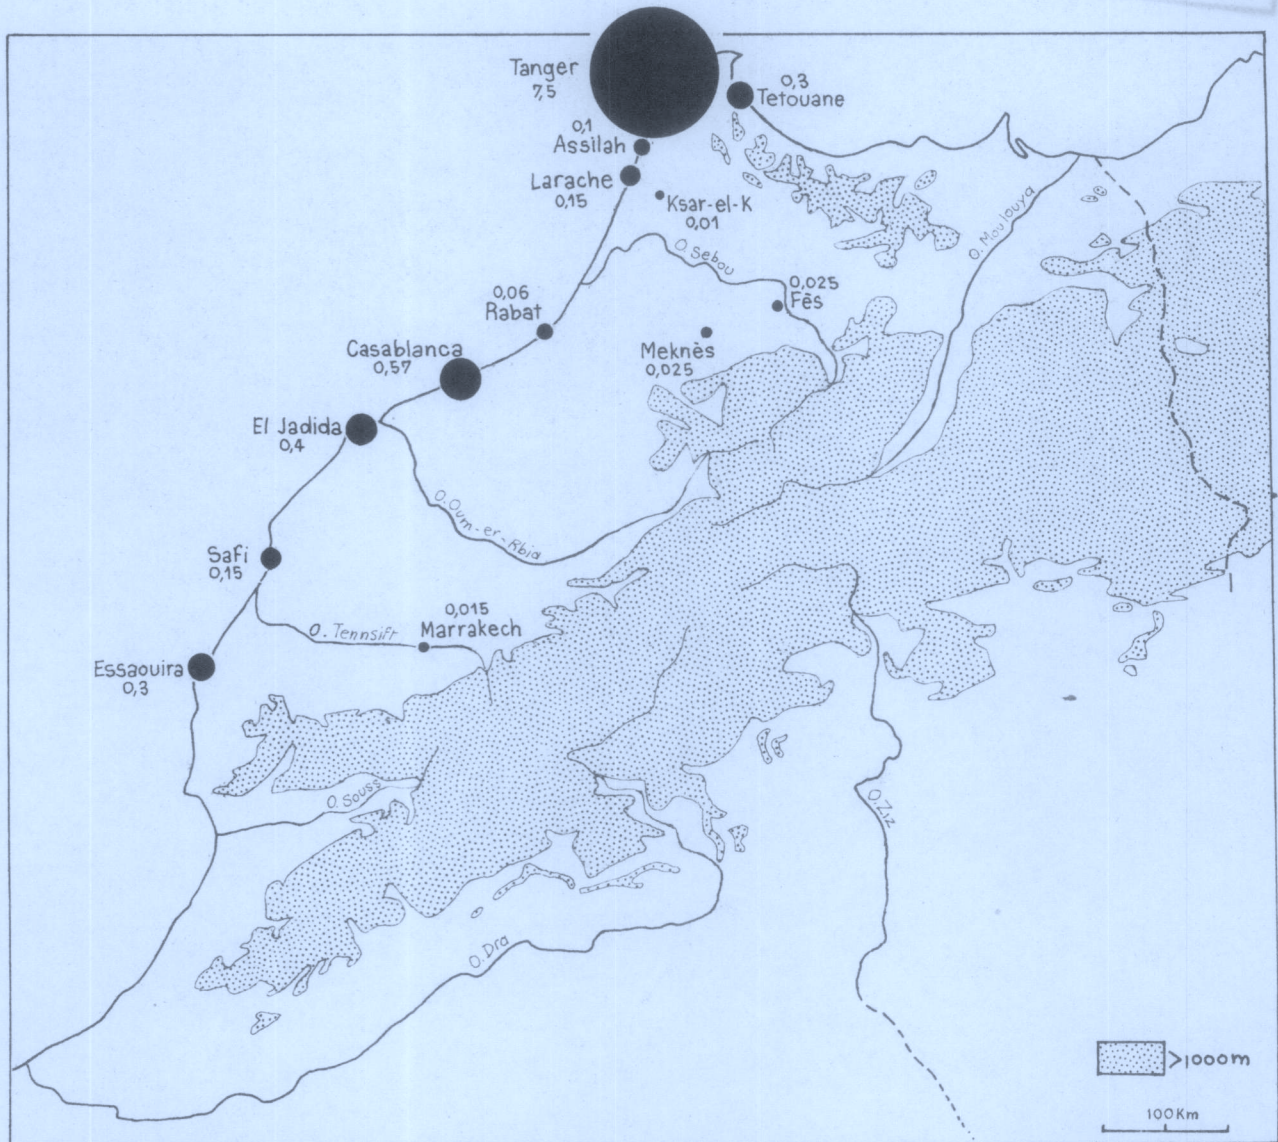 Tanger
7,5
0,3
Tetouane
0,1
Assilah
Larache
0,15
Ksar-el-K
0,01
O. Sebou
O. Moulouya
0,025
Fès
0,06
Rabat
Meknès
0,025
Casablanca
0,57
El Jadida
0,4
O. Oum-er-Rbia
Safi
0,15
0,015
Marrakech
O. Tennsift
Essaouira
0,3
O. Souss
O. Ziz
O. Dra
>1000m
100Km